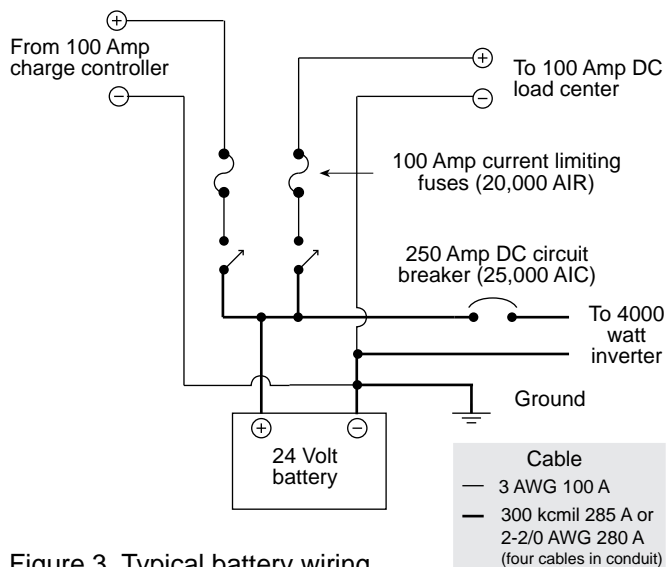 From 100 Amp
charge controller
+
−
+
−
To 100 Amp DC
load center
100 Amp current limiting
fuses (20,000 AIR)
250 Amp DC circuit
breaker (25,000 AIC)
To 4000
watt
inverter
Ground
+
−
24 Volt
battery
Cable
3 AWG 100 A
300 kcmil 285 A or
2-2/0 AWG 280 A
(four cables in conduit)
Figure 3. Typical battery wiring